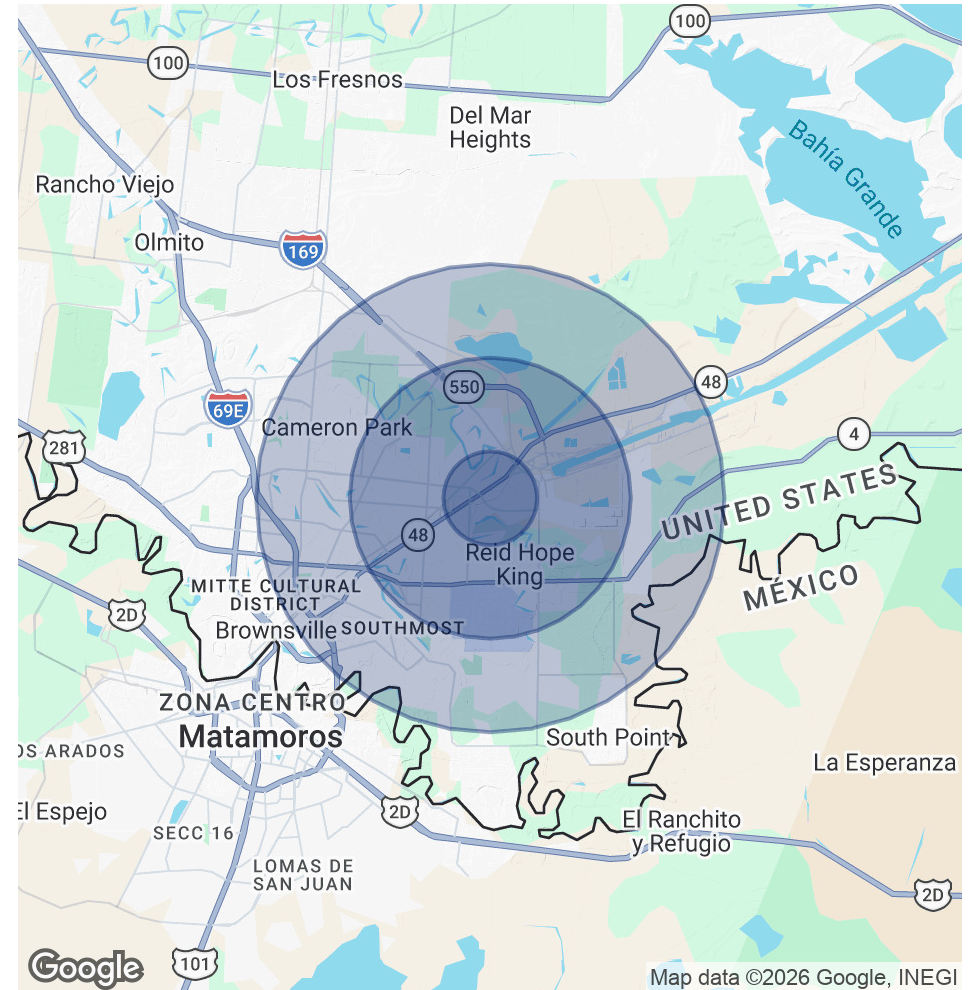 100
100
Los Fresnos
Del Mar
Heights
Bahía Grande
Rancho Viejo
Olmito
169
550
48
69E
Cameron Park
281
4
UNITED STATES
48
Reid Hope
King
MÉXICO
MITTE CULTURAL
DISTRICT
2D
Brownsville
SOUTHMOST
ZONA CENTRO
Matamoros
South Point
OS ARADOS
La Esperanza
El Espejo
2D
El Ranchito
y Refugio
SECC 16
LOMAS DE
SAN JUAN
2D
101
Google
Map data ©2026 Google, INEGI